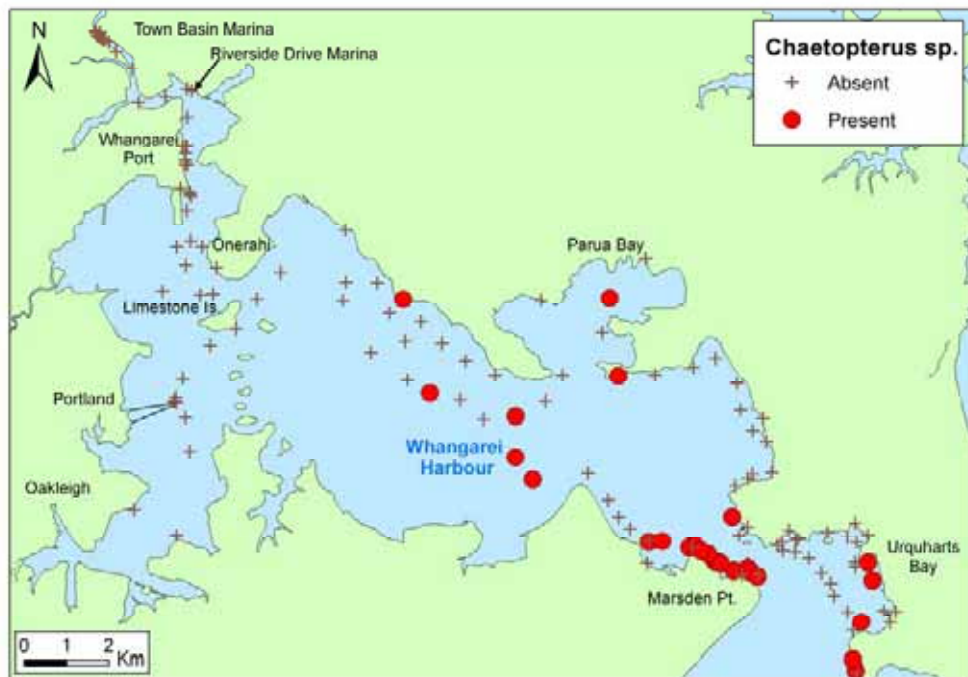 N
Town Basin Marina
Riverside Drive Marina
Chaetopterus sp.
Absent
Present
Whangarei
Port
Onerahi
Parua Bay
Limestone Is.
Portland
Whangarei
Harbour
Oakleigh
Urquharts
Bay
Marsden Pt.
0 1 2
Km